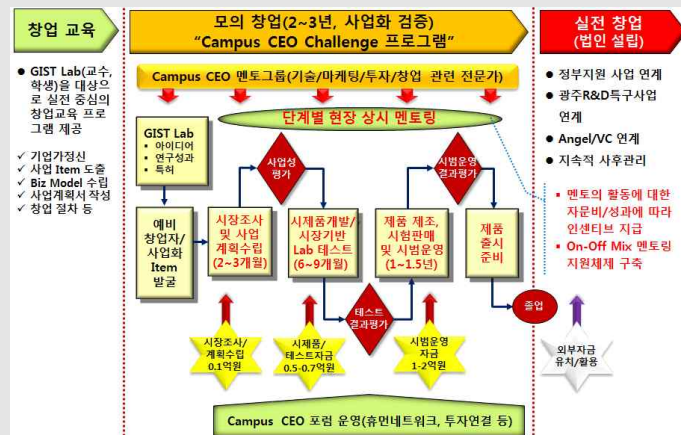 창업 교육
모의 창업(2~3년, 사업화 검증)
“Campus CEO Challenge 프로그램”
실전 창업
(법인 설립)
● GIST Lab(교수,
학생)을 대상으
로 실전 중심의
창업교육 프로
그램 제공
✓ 기업가정신
✓ 사업 Item 도출
✓ Biz Model 수립
✓ 사업계획서 작성
✓ 창업 절차 등
Campus CEO 멘토그룹(기술/마케팅/투자/창업 관련 전문가)
단계별 현장 상시 멘토링
GIST Lab
▪ 아이디어
▪ 연구성과
▪ 특허
예비
창업자/
사업화
Item
발굴
사업성
평가
시장조사
및 사업
계획수립
(2~3개월)
시제품개발/
시장기반
Lab 테스트
(6~9개월)
테스트
결과평가
제품 제조,
시험판매
및 시범운영
(1~1.5년)
시범운영
결과평가
제품
출시
준비
졸업
시장조사/
계획수립
0.1억원
시제품/
테스트자금
0.5-0.7억원
시범운영
자금
1-2억원
외부자금
유치/활용
Campus CEO 포럼 운영(휴먼네트워크, 투자연결 등)
● 정부지원 사업 연계
● 광주R&D특구사업
연계
● Angel/VC 연계
● 지속적 사후관리
▪ 멘토의 활동에 대한
자문비/성과에 따라
인센티브 지급
▪ On-Off Mix 멘토링
지원체제 구축